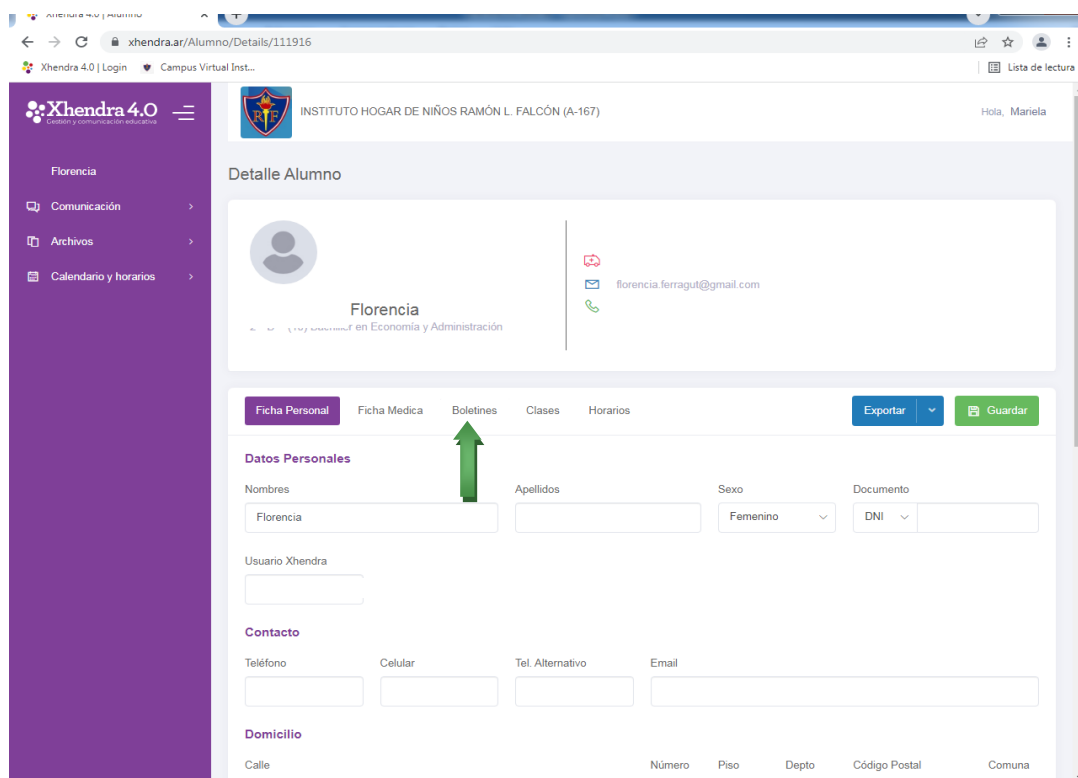 Xhendra 4.0 | Alumno
xhendra.ar/Alumno/Details/111916
Xhendra 4.0 | Login Campus Virtual Inst... Lista de lectura
Xhendra 4.0
Gestión y comunicación educativa
RF
INSTITUTO HOGAR DE NIÑOS RAMÓN L. FALCÓN (A-167) Hola, Mariela
Florencia
Comunicación
Archivos
Calendario y horarios
Detalle Alumno
Florencia
en Economía y Administración
florencia.ferragut@gmail.com
Ficha Personal Ficha Medica Boletines Clases Horarios Exportar Guardar
Datos Personales
Nombres Apellidos Sexo Documento
Florencia Femenino DNI
Usuario Xhendra
Contacto
Teléfono Celular Tel. Alternativo Email
Domicilio
Calle Número Piso Depto Código Postal Comuna